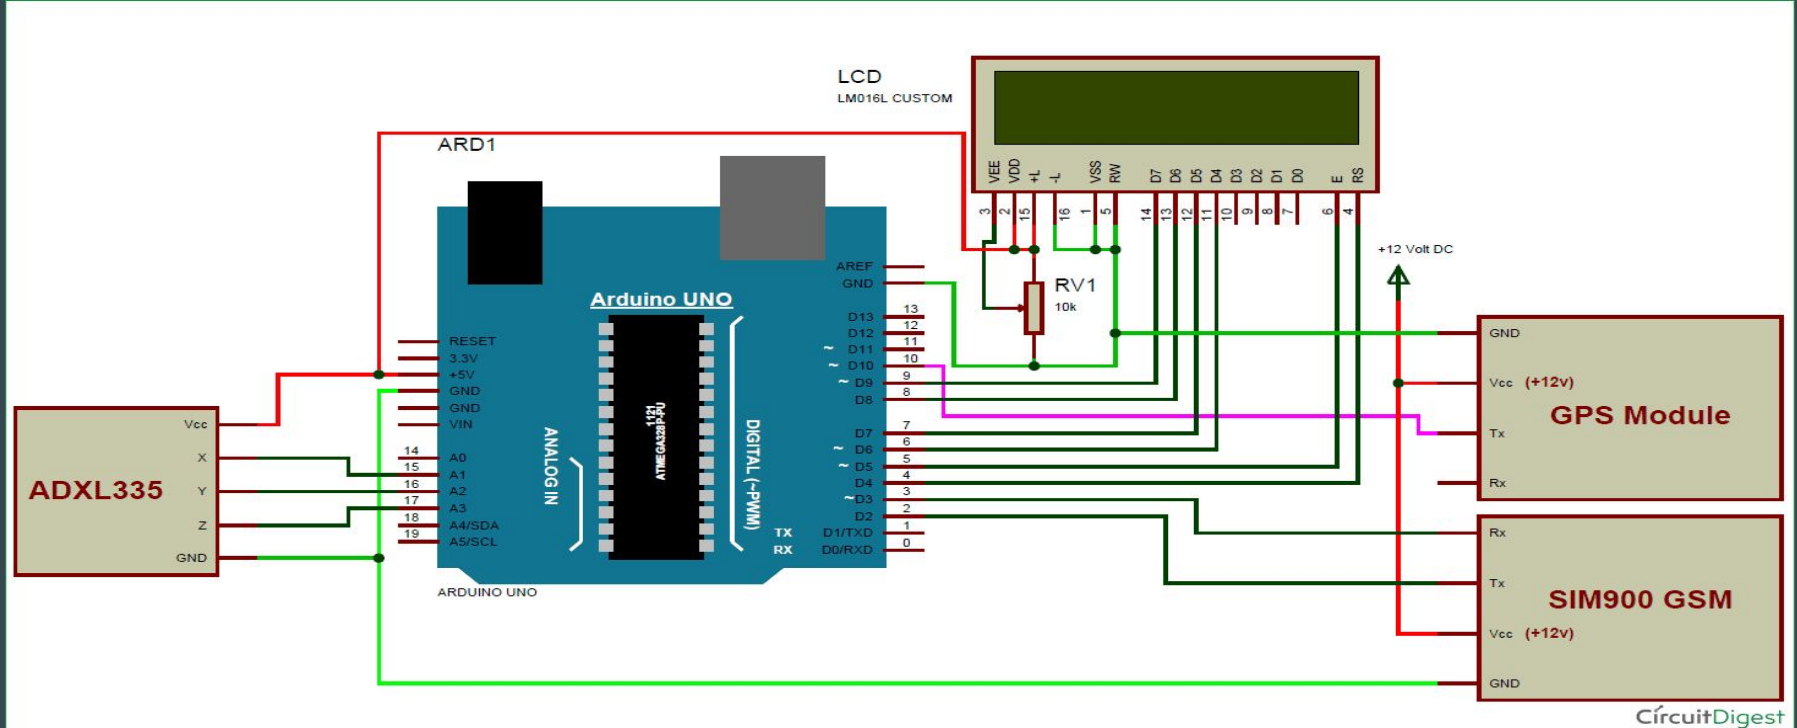 LCD
LM016L CUSTOM
VEE
VDD
+L
-L
VSS
RW
D7
D6
D5
D4
D3
D2
D1
D0
E
RS
3
2
15
16
1
5
14
13
12
11
10
9
8
7
6
4
ARD1
+12 Volt DC
RV1
10k
Arduino UNO
AREF
GND
13
D13
12
D12
11
~ D11
10
~ D10
9
~ D9
8
D8
7
D7
6
~ D6
5
~ D5
4
D4
3
~D3
2
D2
1
TX D1/TXD
0
RX D0/RXD
RESET
3.3V
+5V
GND
GND
VIN
14
A0
15
A1
16
A2
17
A3
18
A4/SDA
19
A5/SCL
ANALOG IN
1121
ATMEGA328P-PU
DIGITAL (~PWM)
ARDUINO UNO
ADXL335
Vcc
X
Y
Z
GND
GND
Vcc (+12v)
GPS Module
Tx
Rx
Rx
Tx
SIM900 GSM
Vcc (+12v)
GND
CírcuitDigest